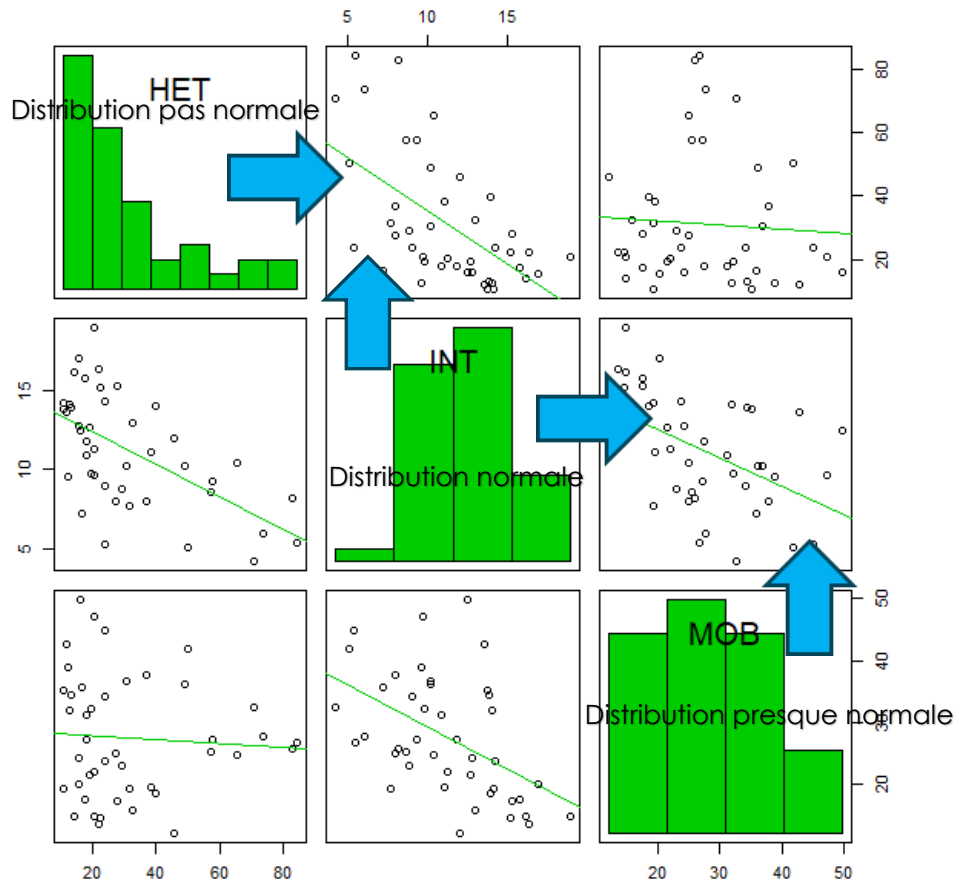 5 10 15
HET
Distribution pas normale
80
60
40
20
INT
Distribution normale
15
10
5
MOB
Distribution presque normale
50
40
30
20
20 40 60 80
20 30 40 50